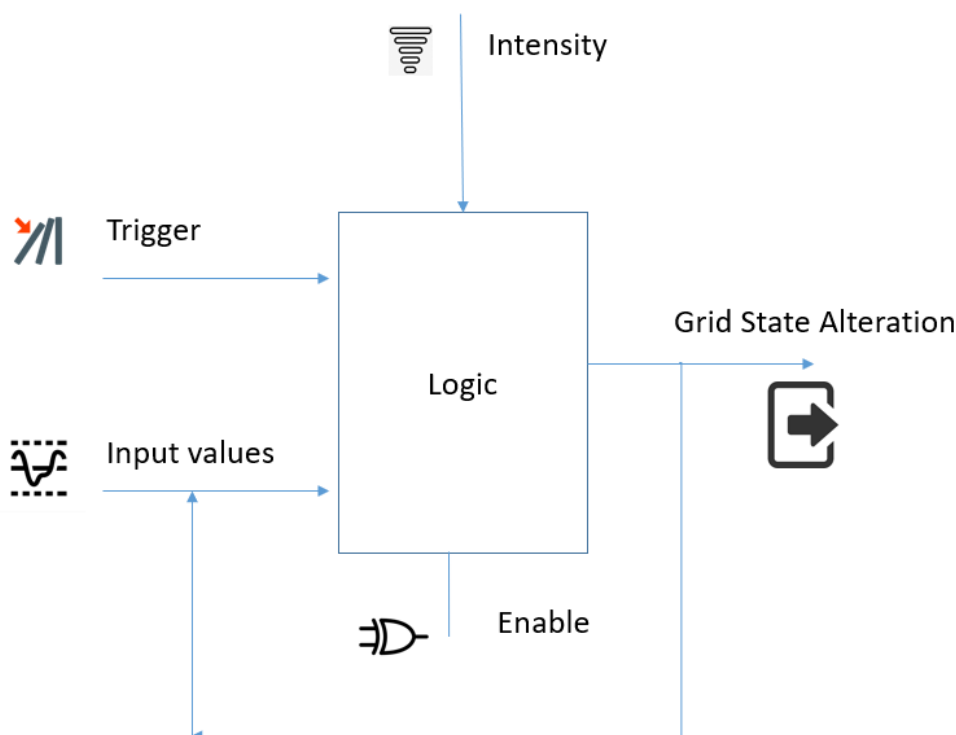 Intensity
Trigger
Grid State Alteration
Logic
Input values
Enable